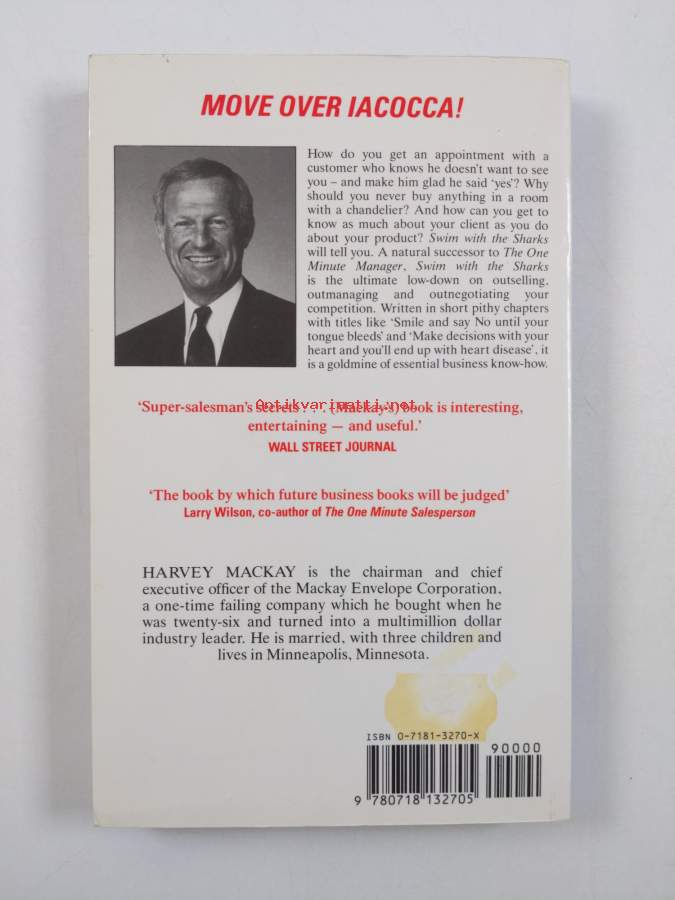 MOVE OVER IACOCCA!
How do you get an appointment with a
customer who knows he doesn't want to see
you – and make him glad he said 'yes'? Why
should you never buy anything in a room
with a chandelier? And how can you get to
know as much about your client as you do
about your product? Swim with the Sharks
will tell you. A natural successor to The One
Minute Manager, Swim with the Sharks
is the ultimate low-down on outselling,
outmanaging and outnegotiating your
competition. Written in short pithy chapters
with titles like 'Smile and say No until your
tongue bleeds' and 'Make decisions with your
heart and you'll end up with heart disease', it
is a goldmine of essential business know-how.
Antikvariaatti.net
'Super-salesman's secrets . . . (Mackay's) book is interesting,
entertaining — and useful.'
WALL STREET JOURNAL
'The book by which future business books will be judged'
Larry Wilson, co-author of The One Minute Salesperson
HARVEY MACKAY is the chairman and chief
executive officer of the Mackay Envelope Corporation,
a one-time failing company which he bought when he
was twenty-six and turned into a multimillion dollar
industry leader. He is married, with three children and
lives in Minneapolis, Minnesota.
ISBN 0-7181-3270-X
90000
9 780718 132705